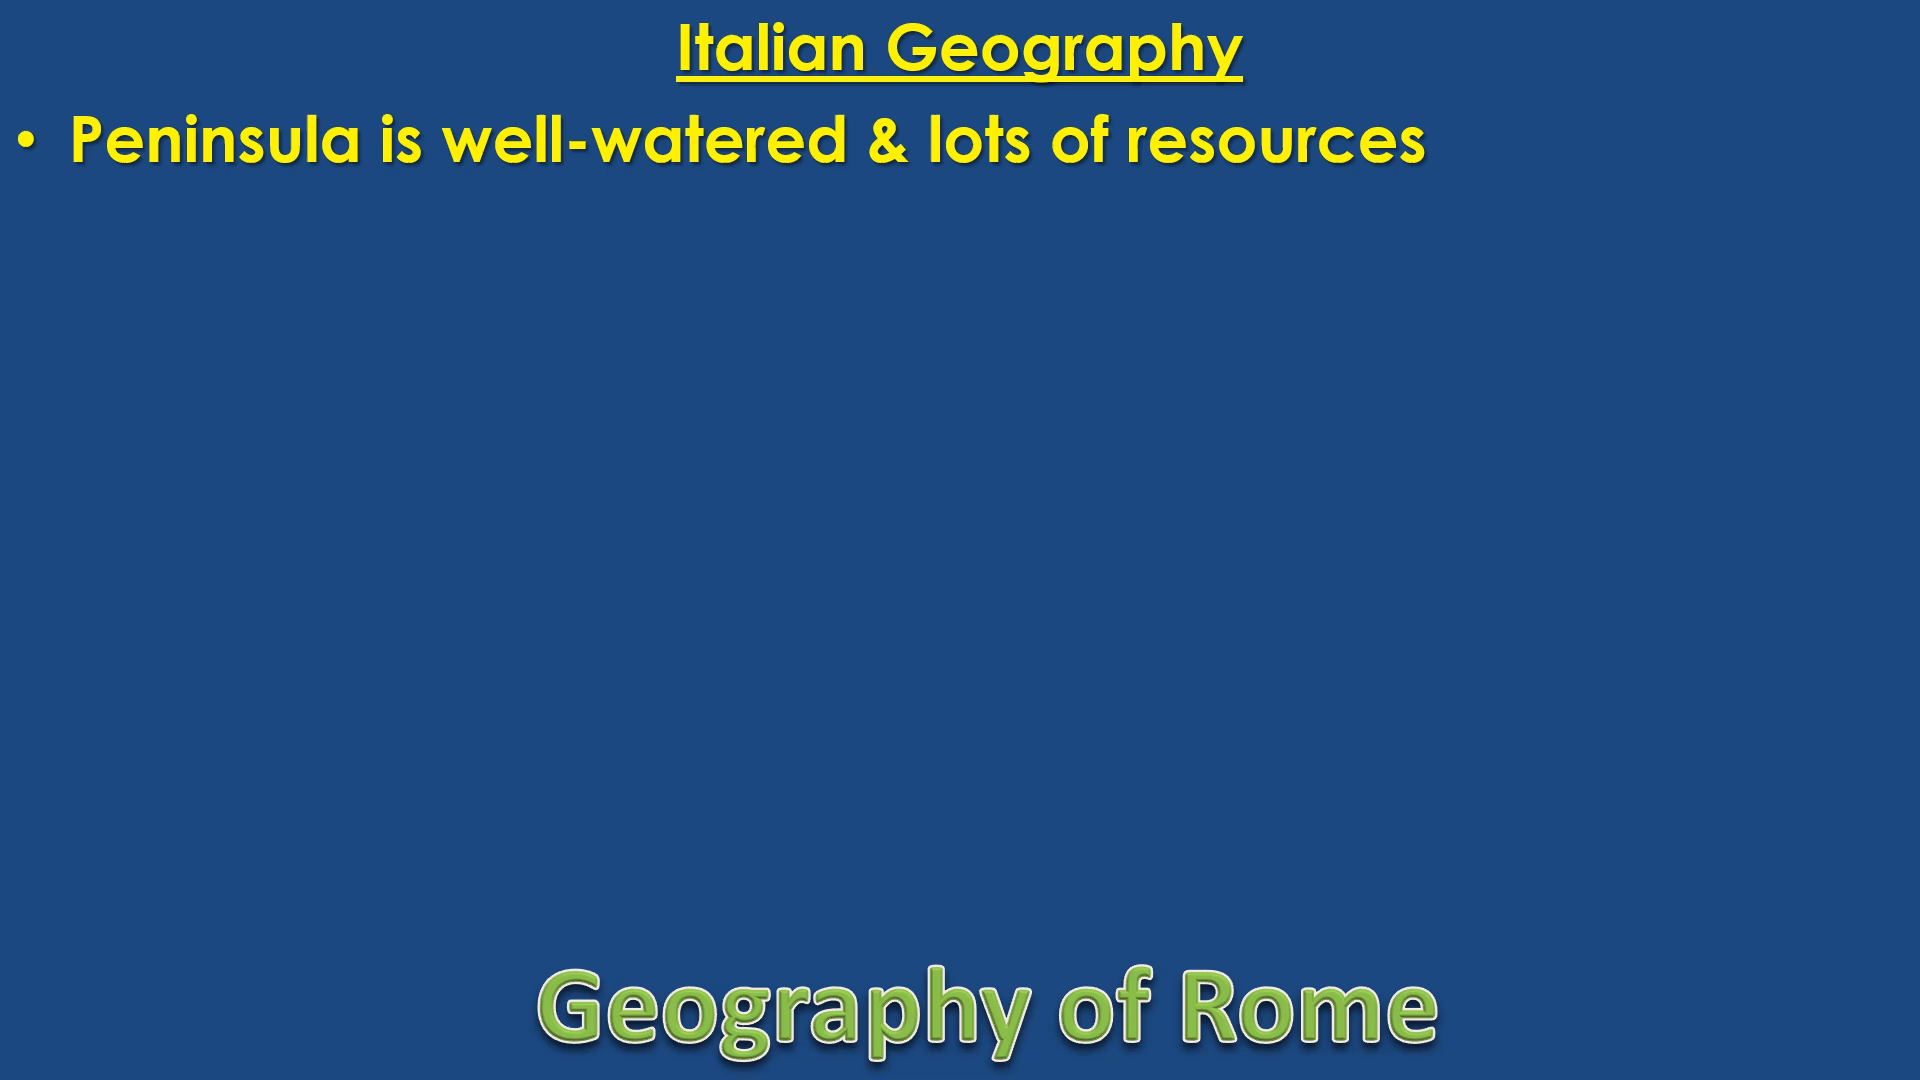 Italian Geography
• Peninsula is well-watered & lots of resources
Geography of Rome